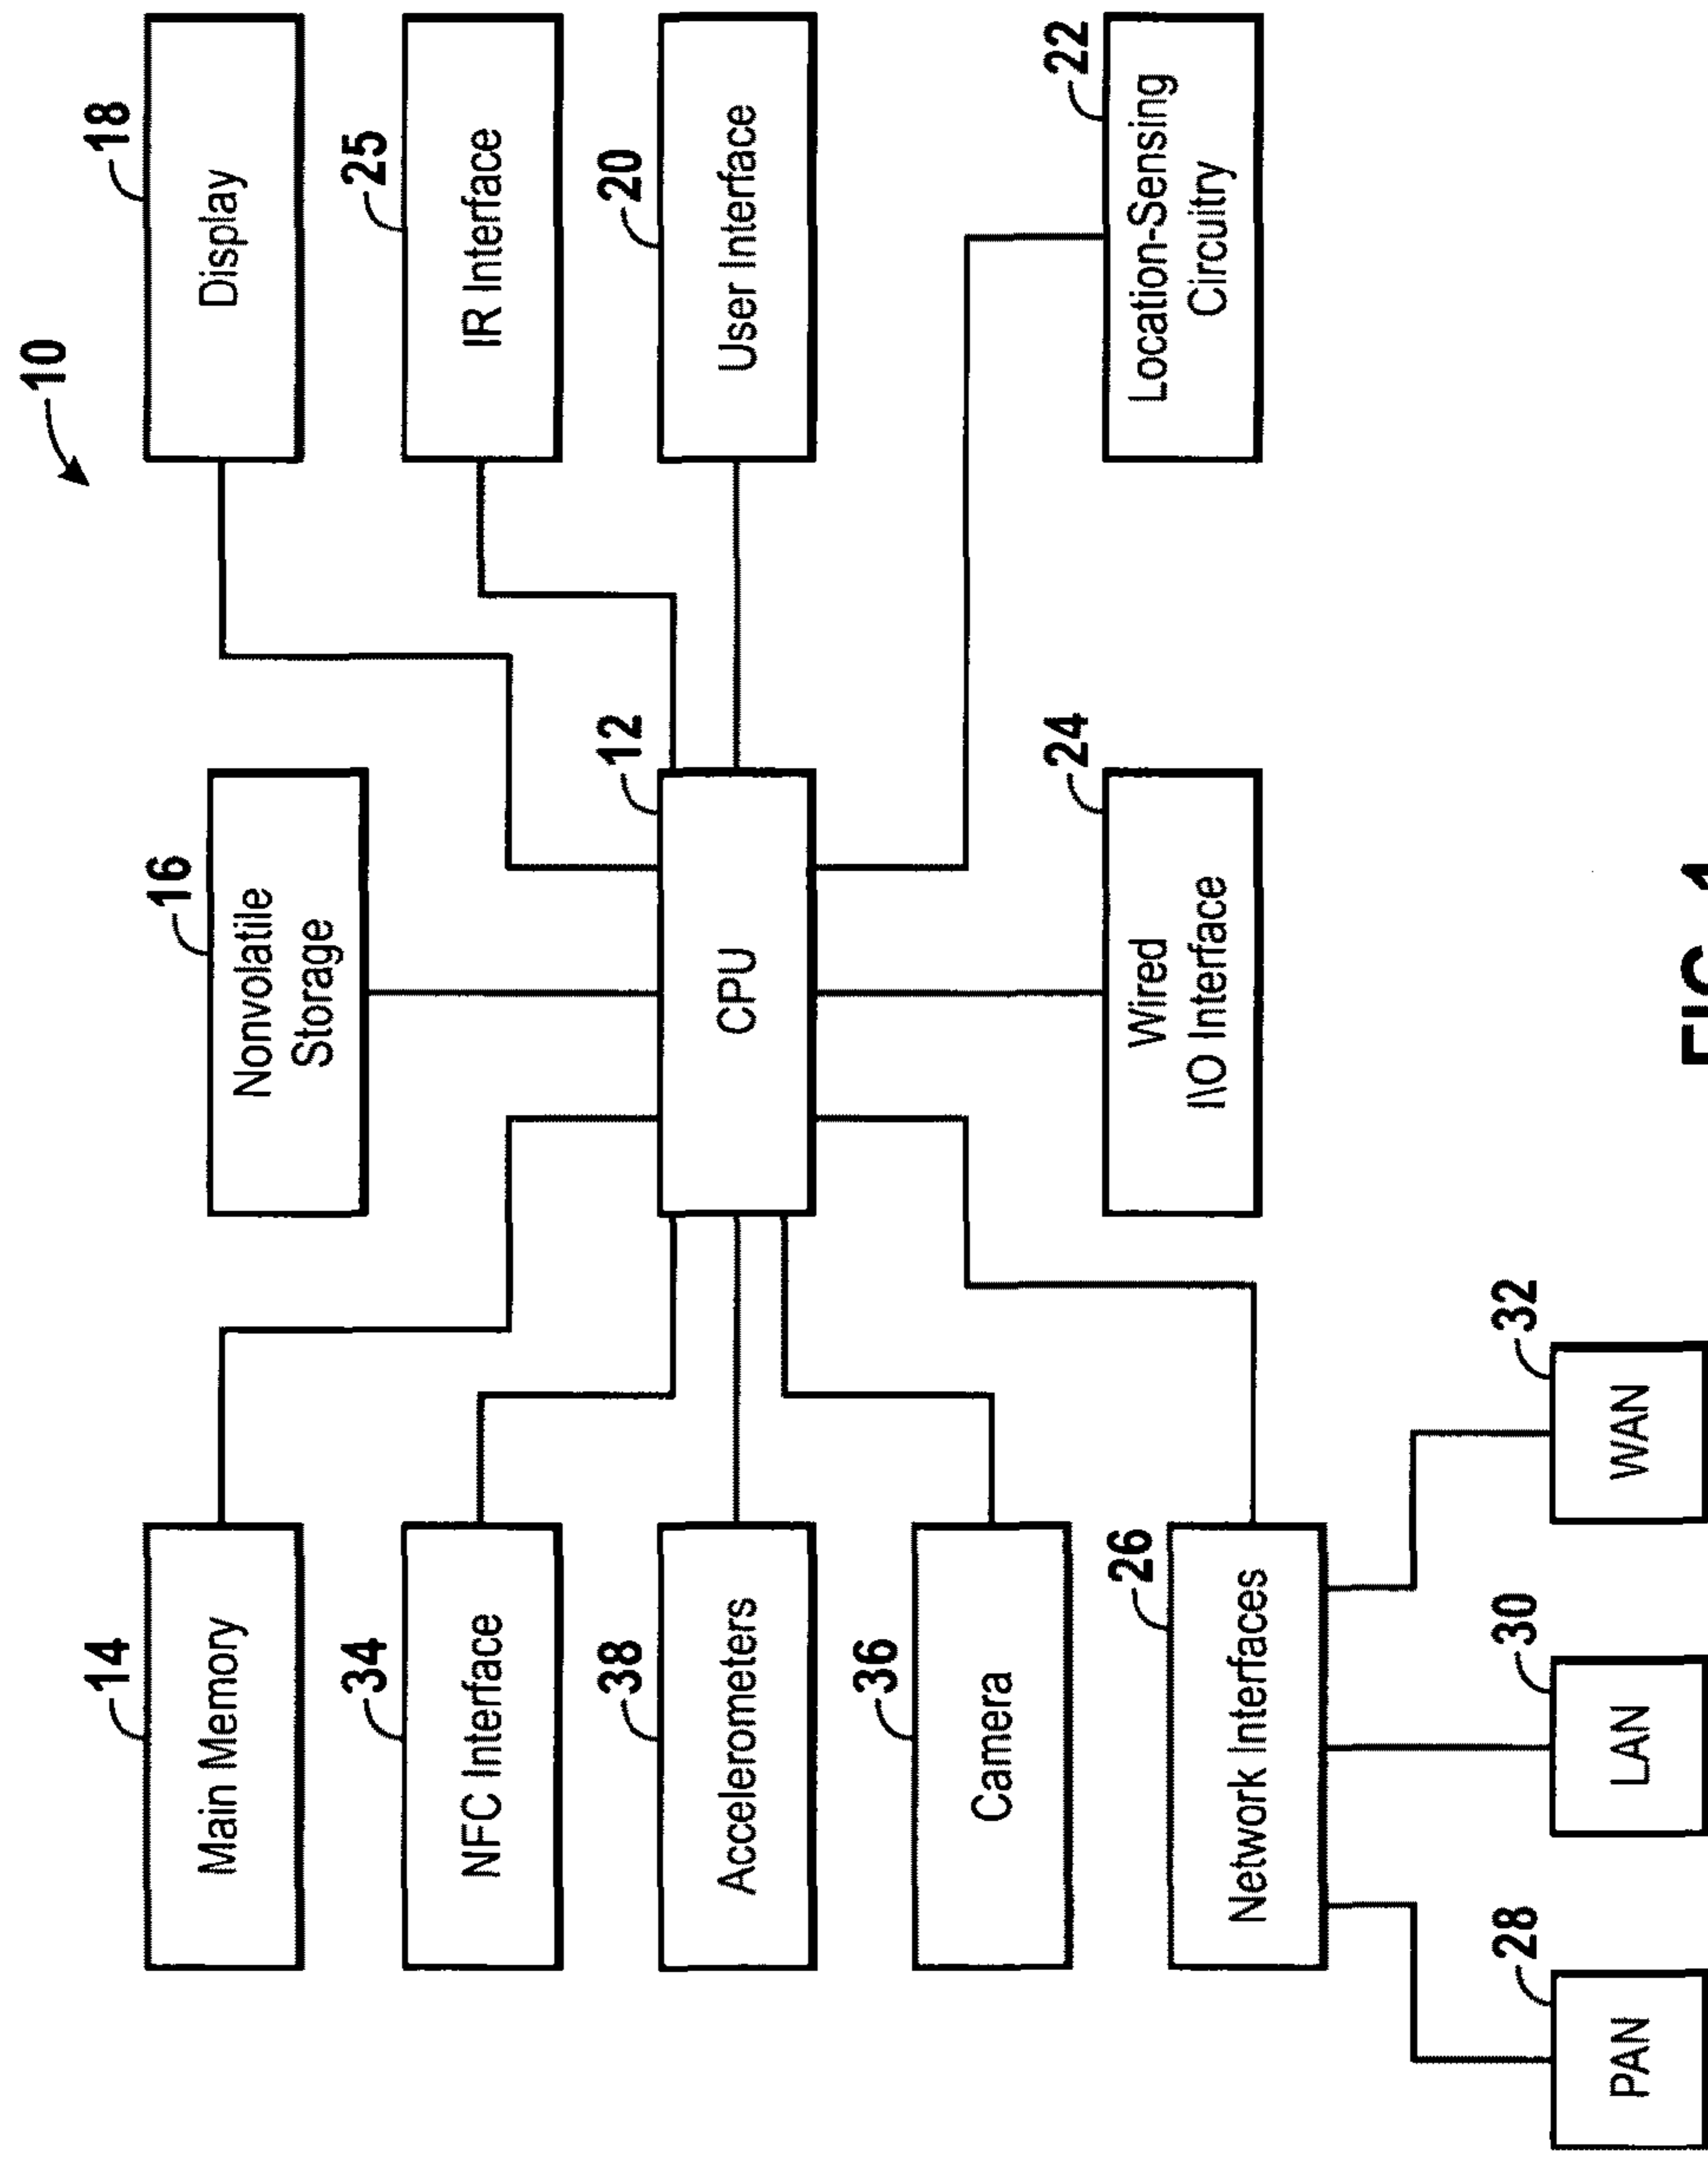 10
14
16
18
Main Memory
Nonvolatile
Storage
Display
34
25
NFC Interface
IR Interface
38
12
20
Accelerometers
CPU
User Interface
36
Camera
26
24
22
Network Interfaces
Wired
I\O Interface
Location-Sensing
Circuitry
28
30
32
PAN
LAN
WAN
FIG. 1